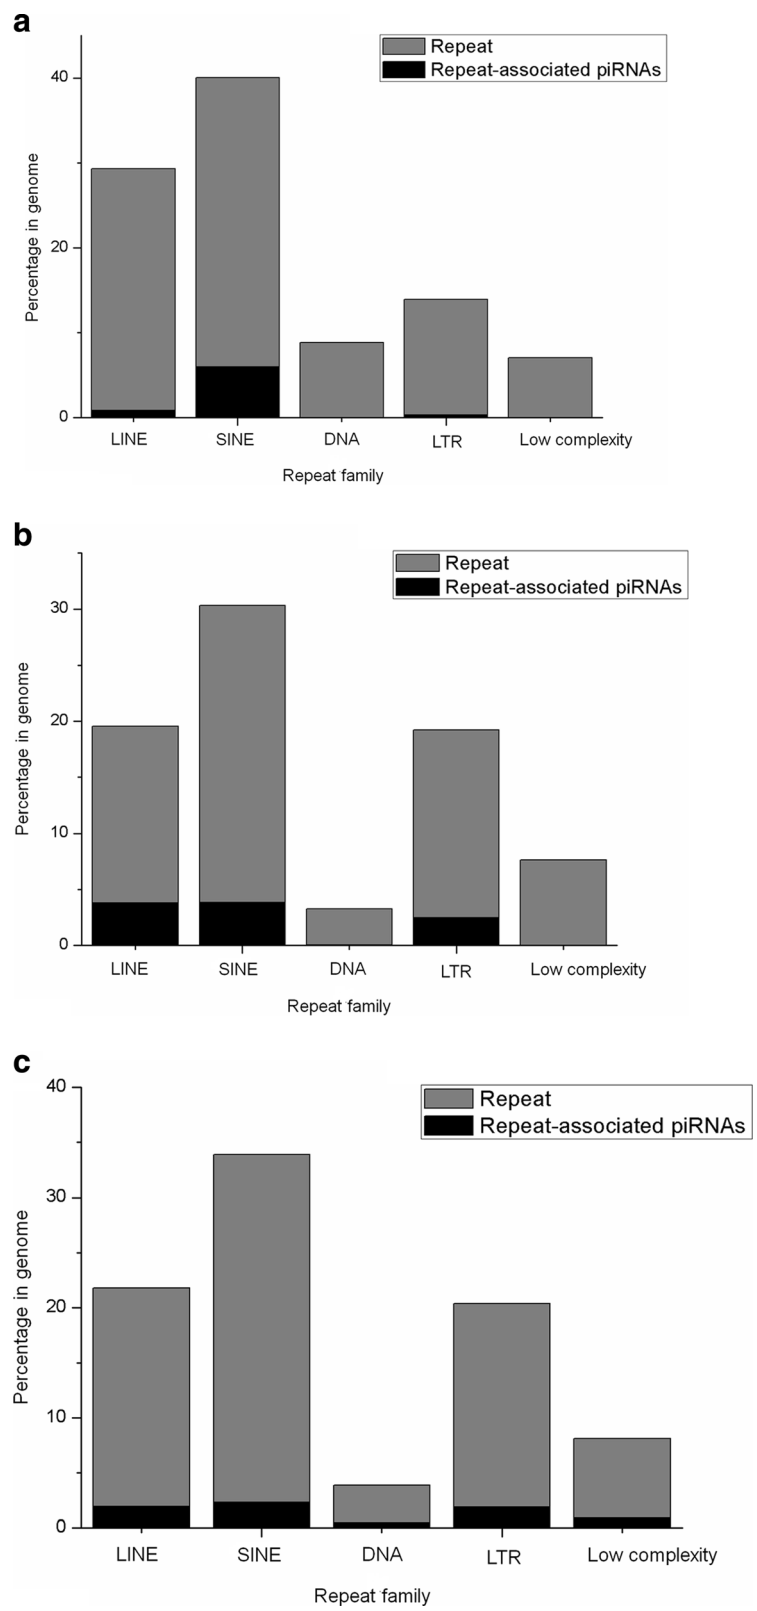 a
Repeat
Repeat-associated piRNAs
40
20
0
Percentage in genome
LINE SINE DNA LTR Low complexity
Repeat family
b
Repeat
Repeat-associated piRNAs
30
20
10
0
Percentage in genome
LINE SINE DNA LTR Low complexity
Repeat family
c
Repeat
Repeat-associated piRNAs
40
30
20
10
0
Percentage in genome
LINE SINE DNA LTR Low complexity
Repeat family